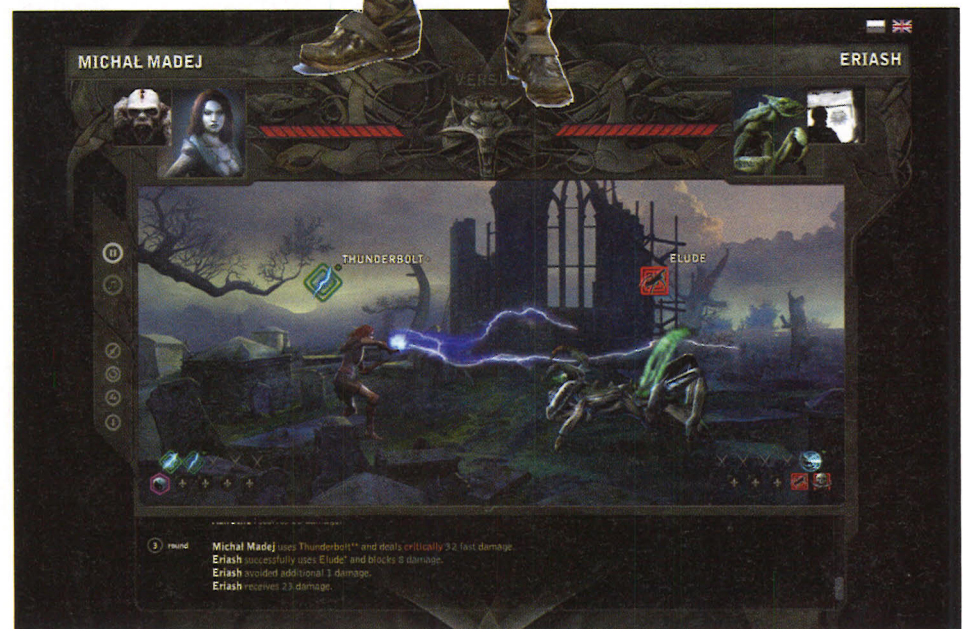 MICHAŁ MADEJ
ERIASH
THUNDERBOLT
ELUDE
3 round
Michał Madej uses Thunderbolt** and deals critically 32 fast damage.
Eriash successfully uses Elude* and blocks 8 damage.
Eriash avoided additional 1 damage.
Eriash receives 23 damage.